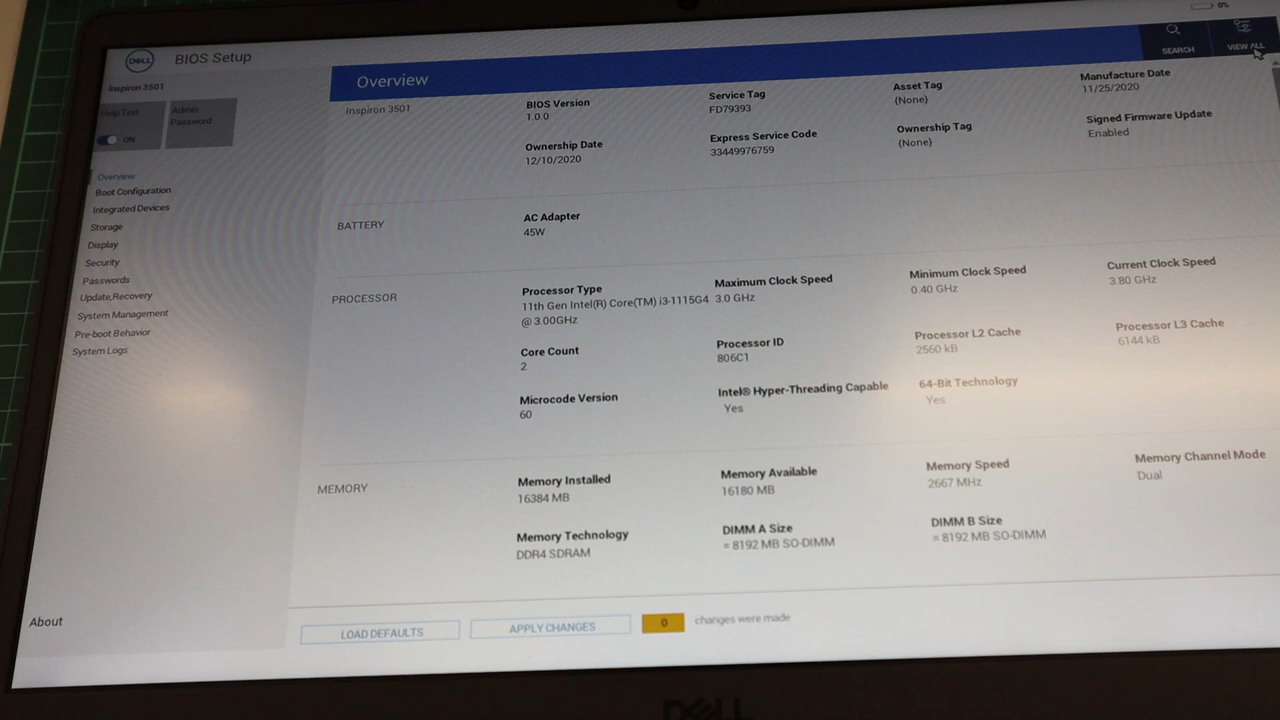 0%
DELL
BIOS Setup
SEARCH
VIEW ALL
Inspiron 3501
Help Text
ON
Admin
Password
Overview
Boot Configuration
Integrated Devices
Storage
Display
Security
Passwords
Update,Recovery
System Management
Pre-boot Behavior
System Logs
About
Overview
Inspiron 3501
BIOS Version
1.0.0
Service Tag
FD79393
Asset Tag
(None)
Manufacture Date
11/25/2020
Ownership Date
12/10/2020
Express Service Code
33449976759
Ownership Tag
(None)
Signed Firmware Update
Enabled
BATTERY
AC Adapter
45W
PROCESSOR
Processor Type
11th Gen Intel(R) Core(TM) i3-1115G4
@ 3.00GHz
Maximum Clock Speed
3.0 GHz
Minimum Clock Speed
0.40 GHz
Current Clock Speed
3.80 GHz
Core Count
2
Processor ID
806C1
Processor L2 Cache
2560 kB
Processor L3 Cache
6144 kB
Microcode Version
60
Intel® Hyper-Threading Capable
Yes
64-Bit Technology
Yes
MEMORY
Memory Installed
16384 MB
Memory Available
16180 MB
Memory Speed
2667 MHz
Memory Channel Mode
Dual
Memory Technology
DDR4 SDRAM
DIMM A Size
= 8192 MB SO-DIMM
DIMM B Size
= 8192 MB SO-DIMM
LOAD DEFAULTS
APPLY CHANGES
0
changes were made
DELL